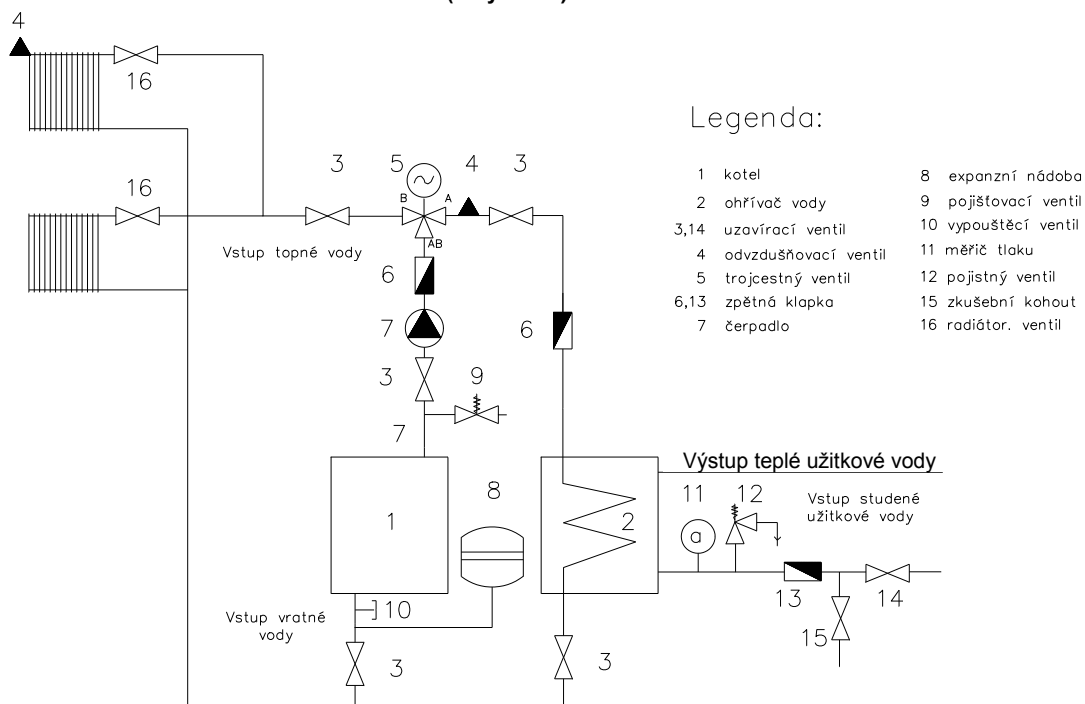 4
16
16
3
5
4
3
B
A
AB
Vstup topné vody
6
7
3
9
7
6
1
8
2
10
Vstup vratné
vody
3
3
Legenda:
1 kotel
2 ohřívač vody
3,14 uzavírací ventil
4 odvzdušňovací ventil
5 trojcestný ventil
6,13 zpětná klapka
7 čerpadlo
8 expanzní nádoba
9 pojišťovací ventil
10 vypouštěcí ventil
11 měřič tlaku
12 pojistný ventil
15 zkušební kohout
16 radiátor. ventil
Výstup teplé užitkové vody
11
12
Vstup studené
užitkové vody
a
13
14
15